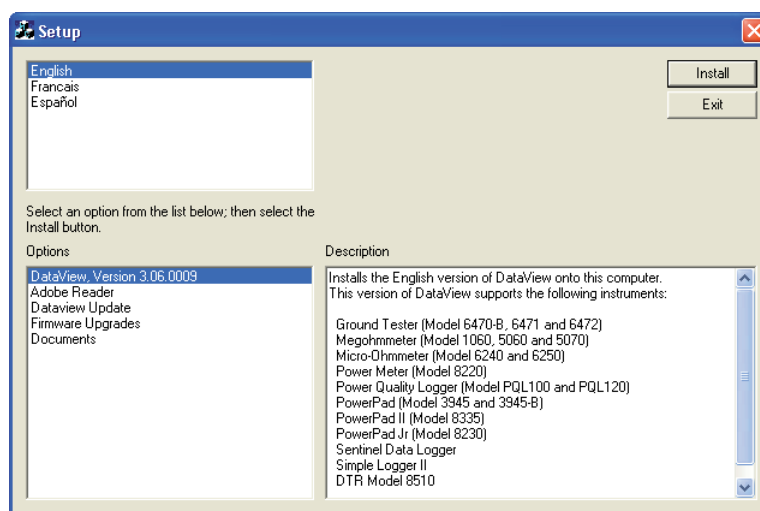 Setup
English
Francais
Español
Install
Exit
Select an option from the list below; then select the
Install button.
Options
DataView, Version 3.06.0009
Adobe Reader
Dataview Update
Firmware Upgrades
Documents
Description
Installs the English version of DataView onto this computer.
This version of DataView supports the following instruments:
Ground Tester (Model 6470-B, 6471 and 6472)
Megohmmeter (Model 1060, 5060 and 5070)
Micro-Ohmmeter (Model 6240 and 6250)
Power Meter (Model 8220)
Power Quality Logger (Model PQL100 and PQL120)
PowerPad (Model 3945 and 3945-B)
PowerPad II (Model 8335)
PowerPad Jr (Model 8230)
Sentinel Data Logger
Simple Logger II
DTR Model 8510